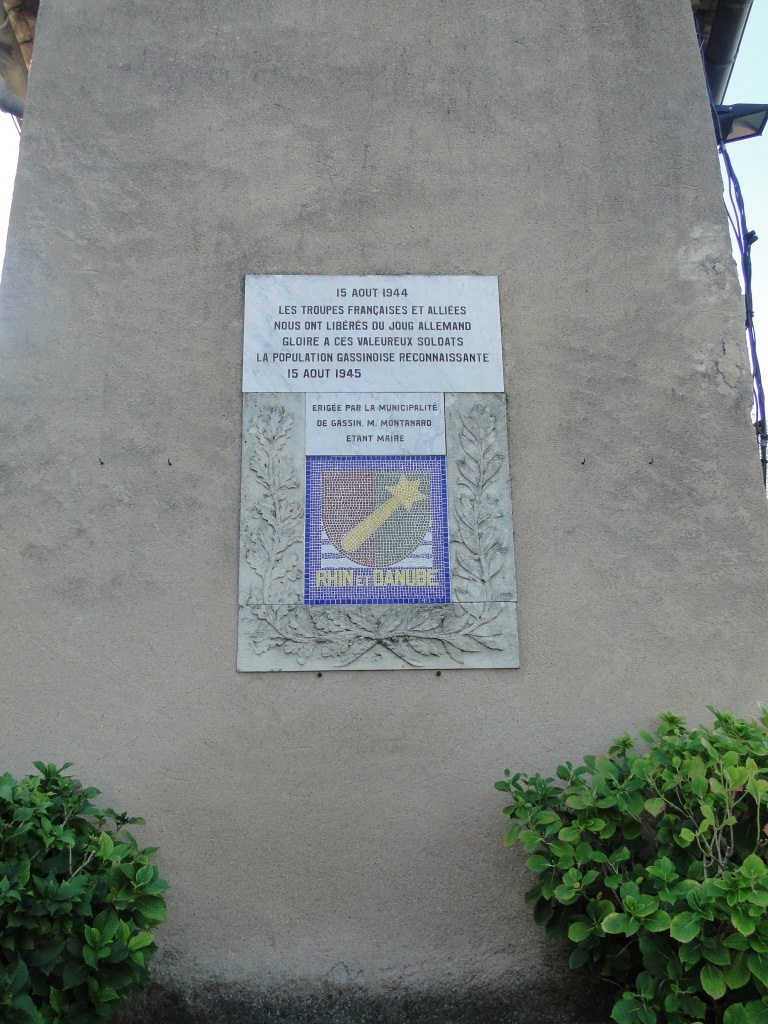 15 AOUT 1944
LES TROUPES FRANÇAISES ET ALLIÉES
NOUS ONT LIBÉRÉS DU JOUG ALLEMAND
GLOIRE A CES VALEUREUX SOLDATS
LA POPULATION GASSINOISE RECONNAISSANTE
15 AOUT 1945
ERIGÉE PAR LA MUNICIPALITÉ
DE GASSIN, M. MONTANARD
ETANT MAIRE
RHIN ET DANUBE